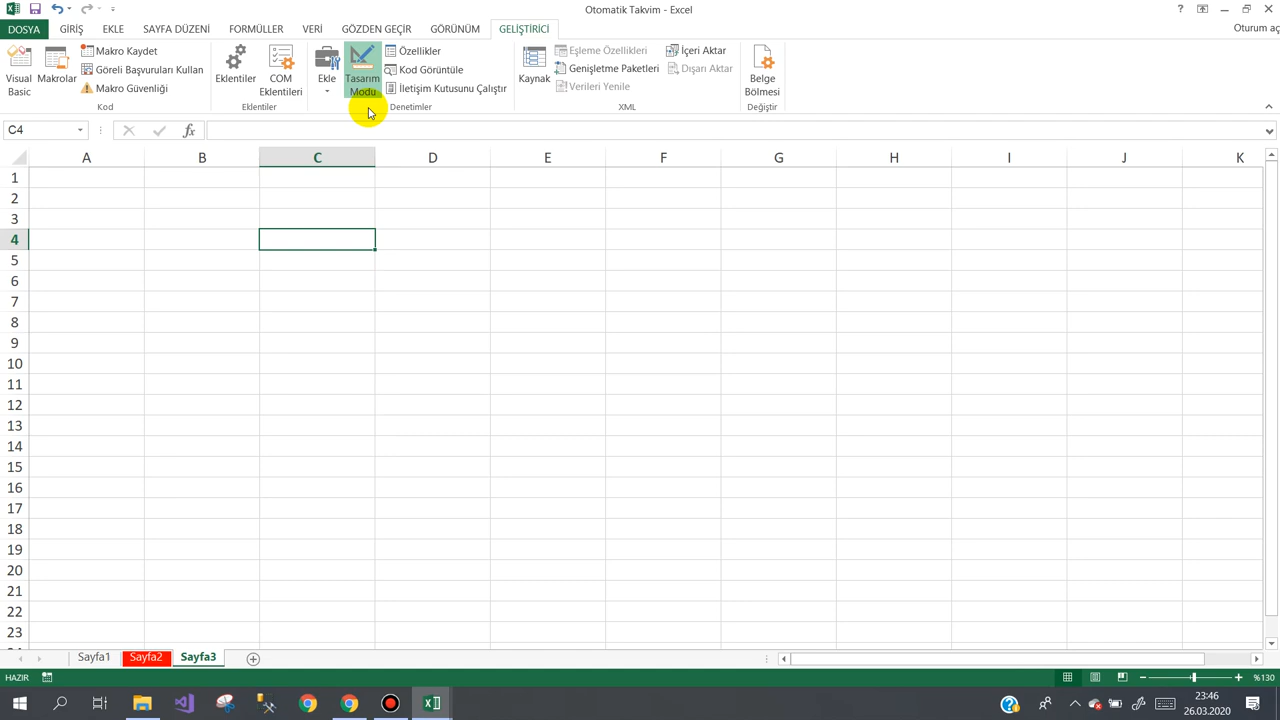 Otomatik Takvim - Excel
DOSYA GİRİŞ EKLE SAYFA DÜZENİ FORMÜLLER VERİ GÖZDEN GEÇİR GÖRÜNÜM GELİŞTİRİCİ Oturum aç
Visual Basic
Makrolar
Makro Kaydet
Göreli Başvuruları Kullan
Makro Güvenliği
Kod
Eklentiler
COM Eklentileri
Eklentiler
Ekle
Tasarım Modu
Özellikler
Kod Görüntüle
İletişim Kutusunu Çalıştır
Denetimler
Kaynak
Eşleme Özellikleri
Genişletme Paketleri
Verileri Yenile
İçeri Aktar
Dışarı Aktar
XML
Belge Bölmesi
Değiştir
C4
fx
A B C D E F G H I J K
1
2
3
4
5
6
7
8
9
10
11
12
13
14
15
16
17
18
19
20
21
22
23
Sayfa1 Sayfa2 Sayfa3
HAZIR
%130
23:46
26.03.2020